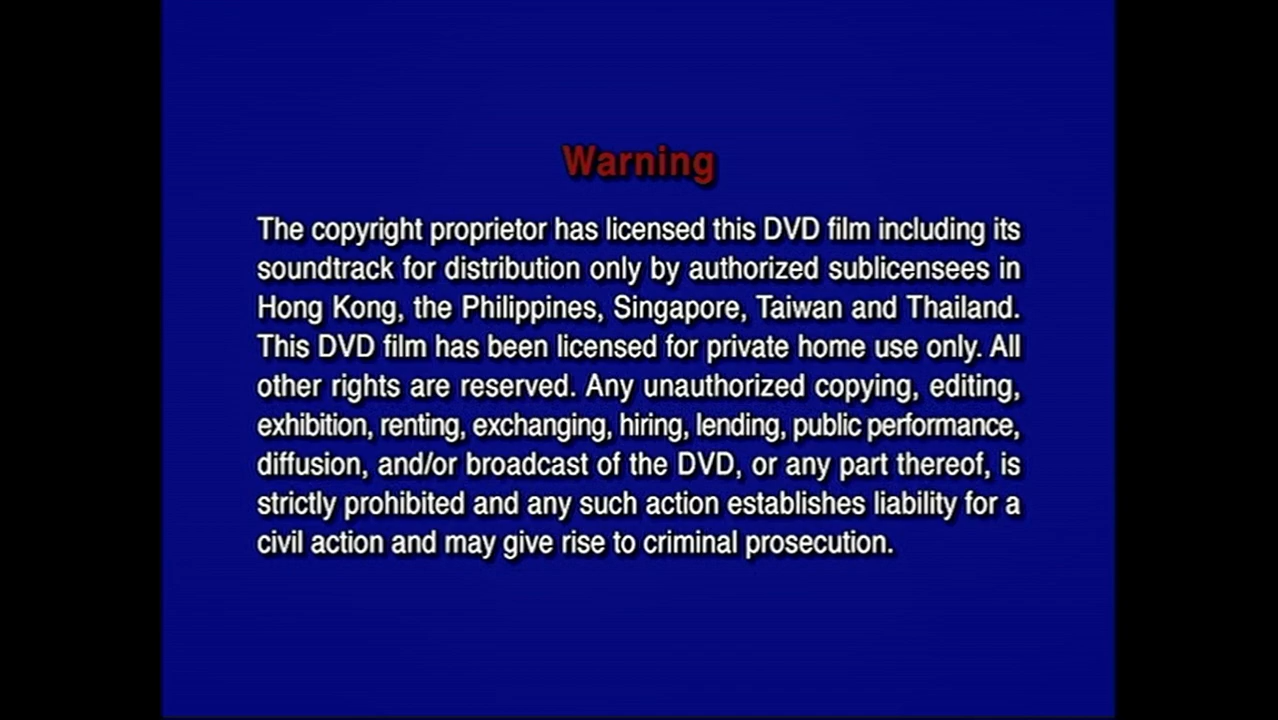 Warning
The copyright proprietor has licensed this DVD film including its
soundtrack for distribution only by authorized sublicensees in
Hong Kong, the Philippines, Singapore, Taiwan and Thailand.
This DVD film has been licensed for private home use only. All
other rights are reserved. Any unauthorized copying, editing,
exhibition, renting, exchanging, hiring, lending, public performance,
diffusion, and/or broadcast of the DVD, or any part thereof, is
strictly prohibited and any such action establishes liability for a
civil action and may give rise to criminal prosecution.